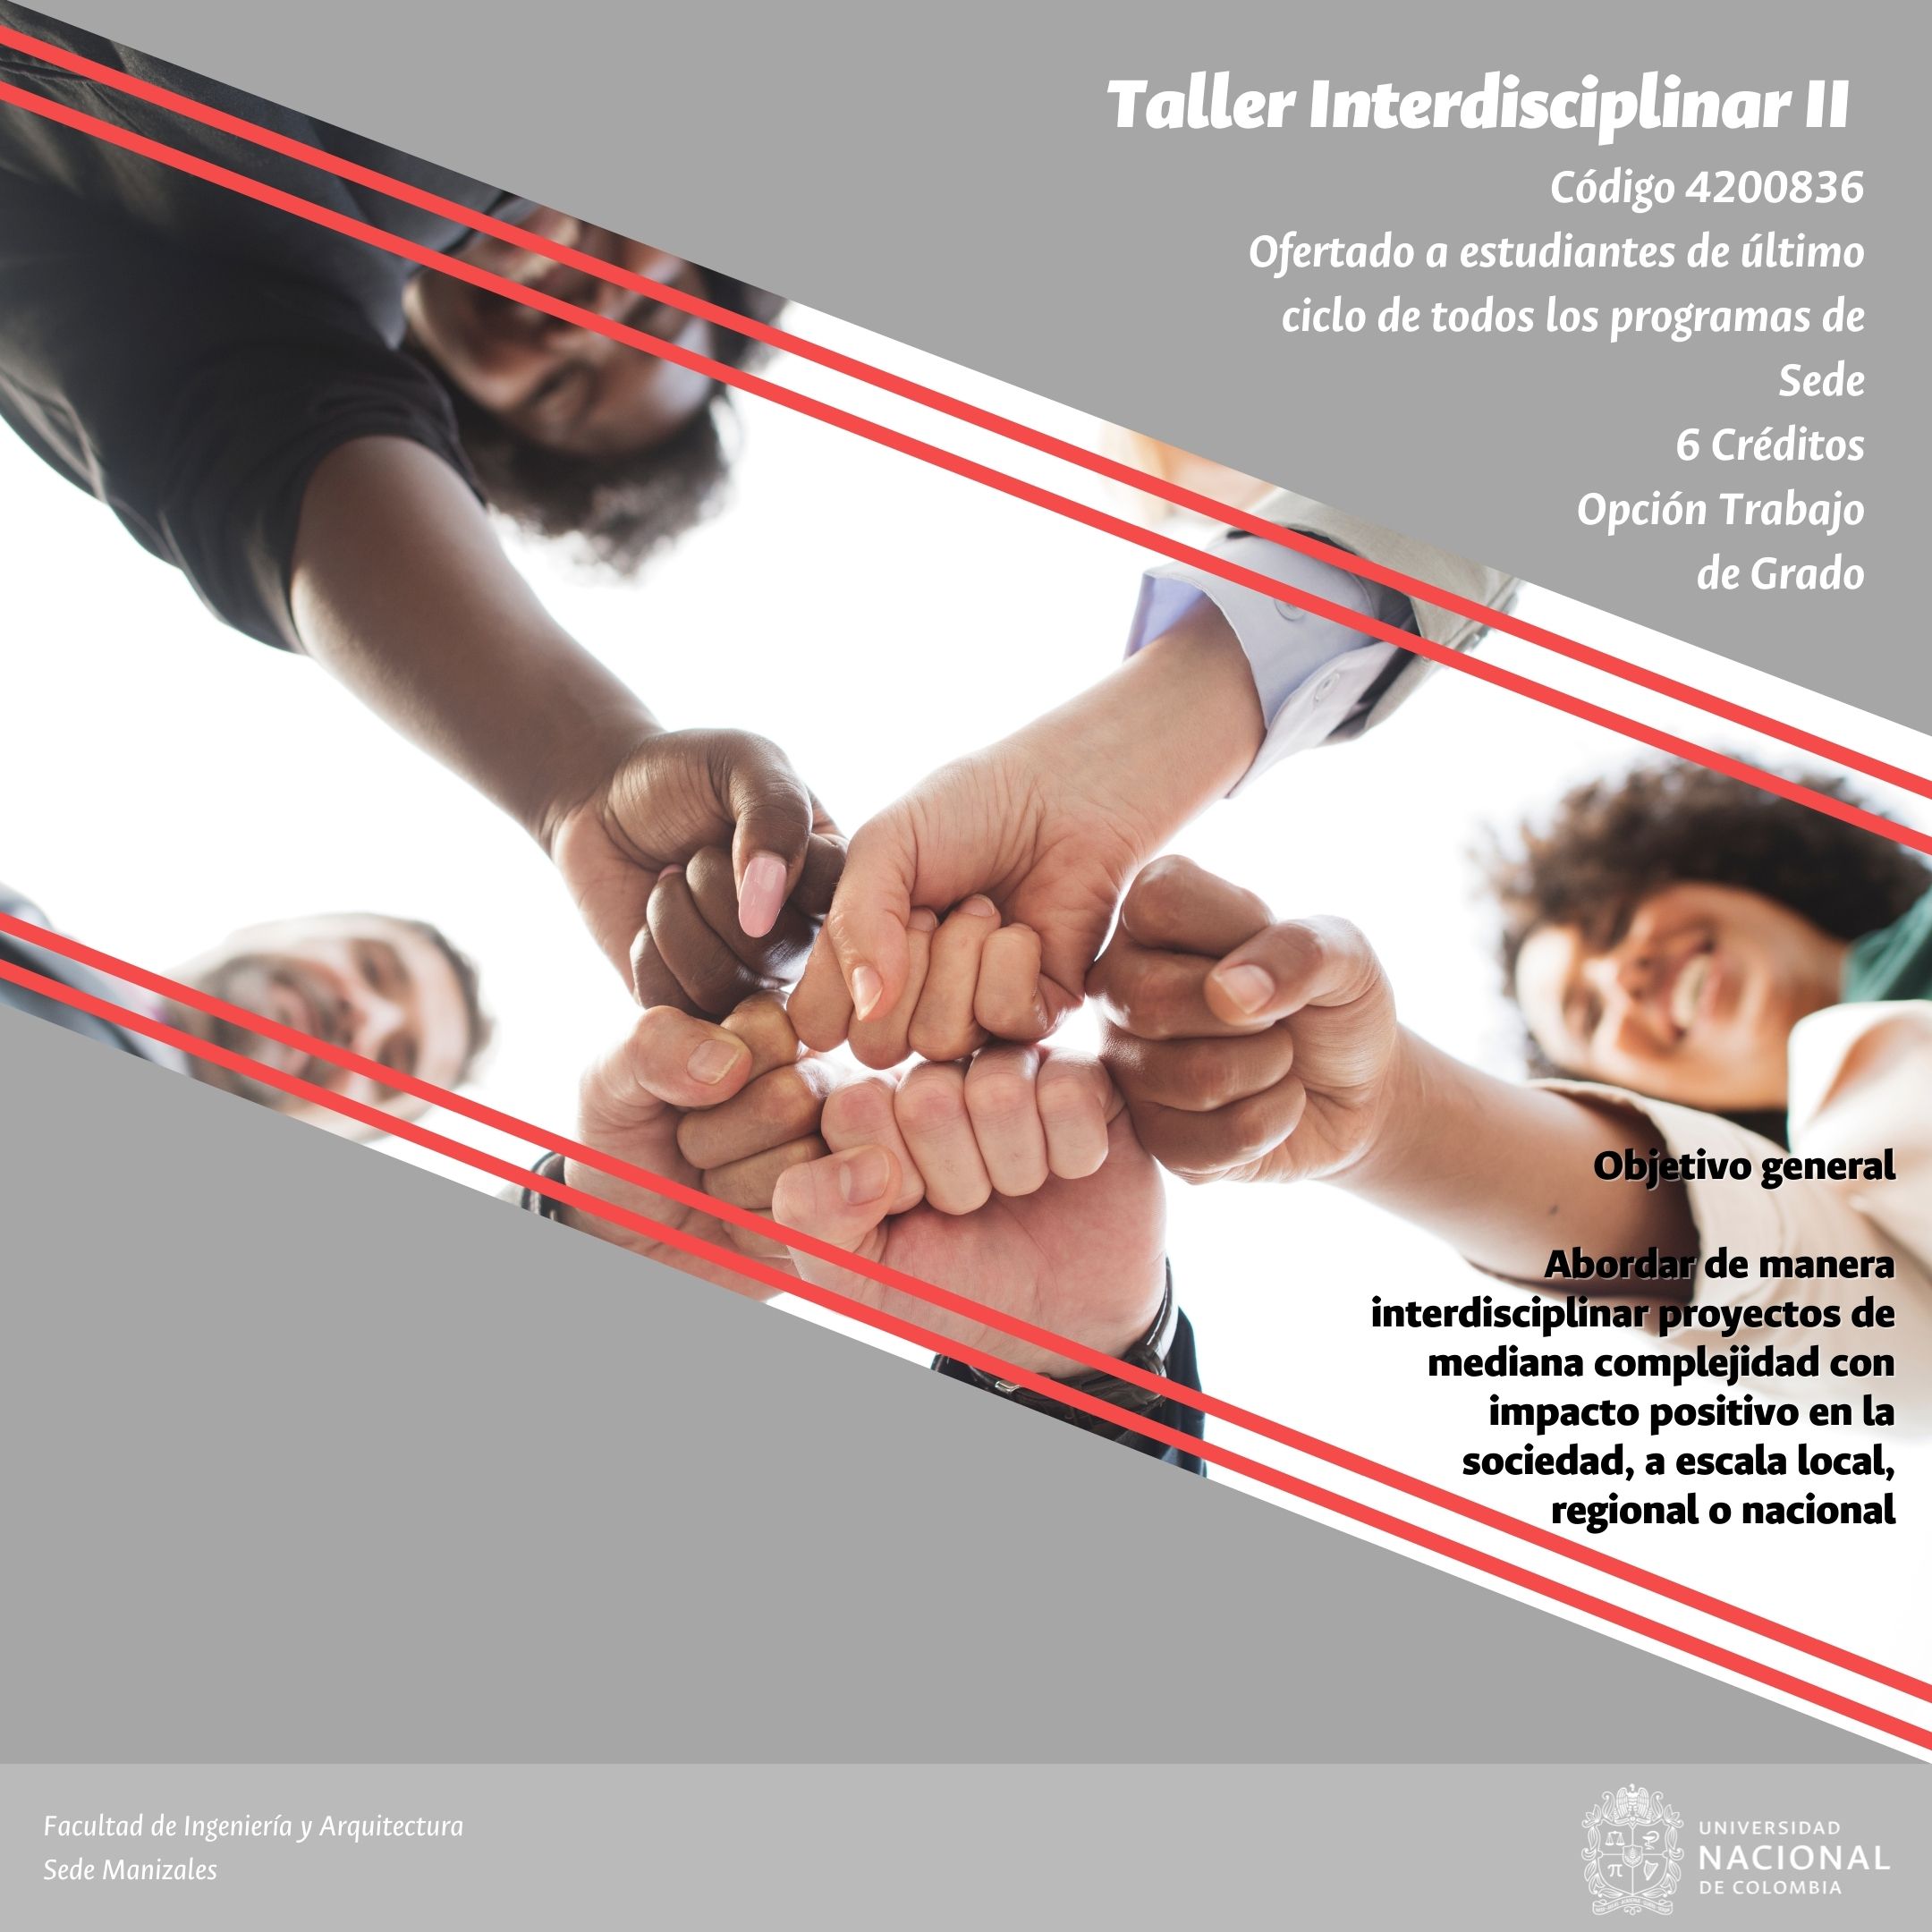 Taller Interdisciplinar II
Código 4200836
Ofertado a estudiantes de último
ciclo de todos los programas de
Sede
6 Créditos
Opción Trabajo
de Grado
Objetivo general
Abordar de manera
interdisciplinar proyectos de
mediana complejidad con
impacto positivo en la
sociedad, a escala local,
regional o nacional
Facultad de Ingeniería y Arquitectura
Sede Manizales
UNIVERSIDAD
NACIONAL
DE COLOMBIA